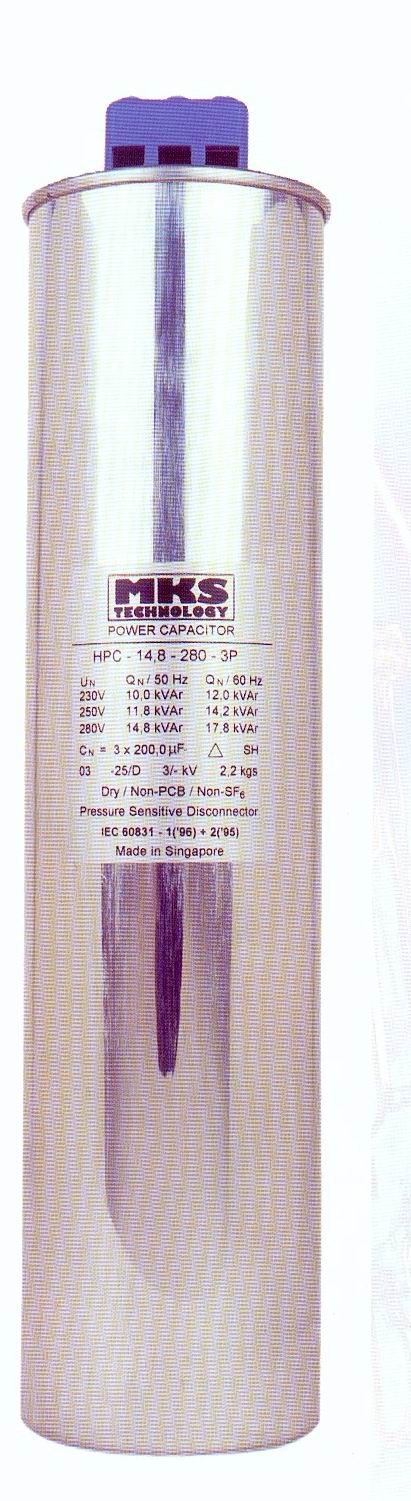 MKS
TECHNOLOGY
POWER CAPACITOR
HPC - 14,8 - 280 - 3P
UN QN / 50 Hz QN / 60 Hz
230V 10,0 kVAr 12,0 kVAr
250V 11,8 kVAr 14,2 kVAr
280V 14,8 kVAr 17,8 kVAr
CN = 3 x 200,0 µF △ SH
03 -25/D 3/- kV 2,2 kgs
Dry / Non-PCB / Non-SF6
Pressure Sensitive Disconnector
IEC 60831 - 1('96) + 2('95)
Made in Singapore